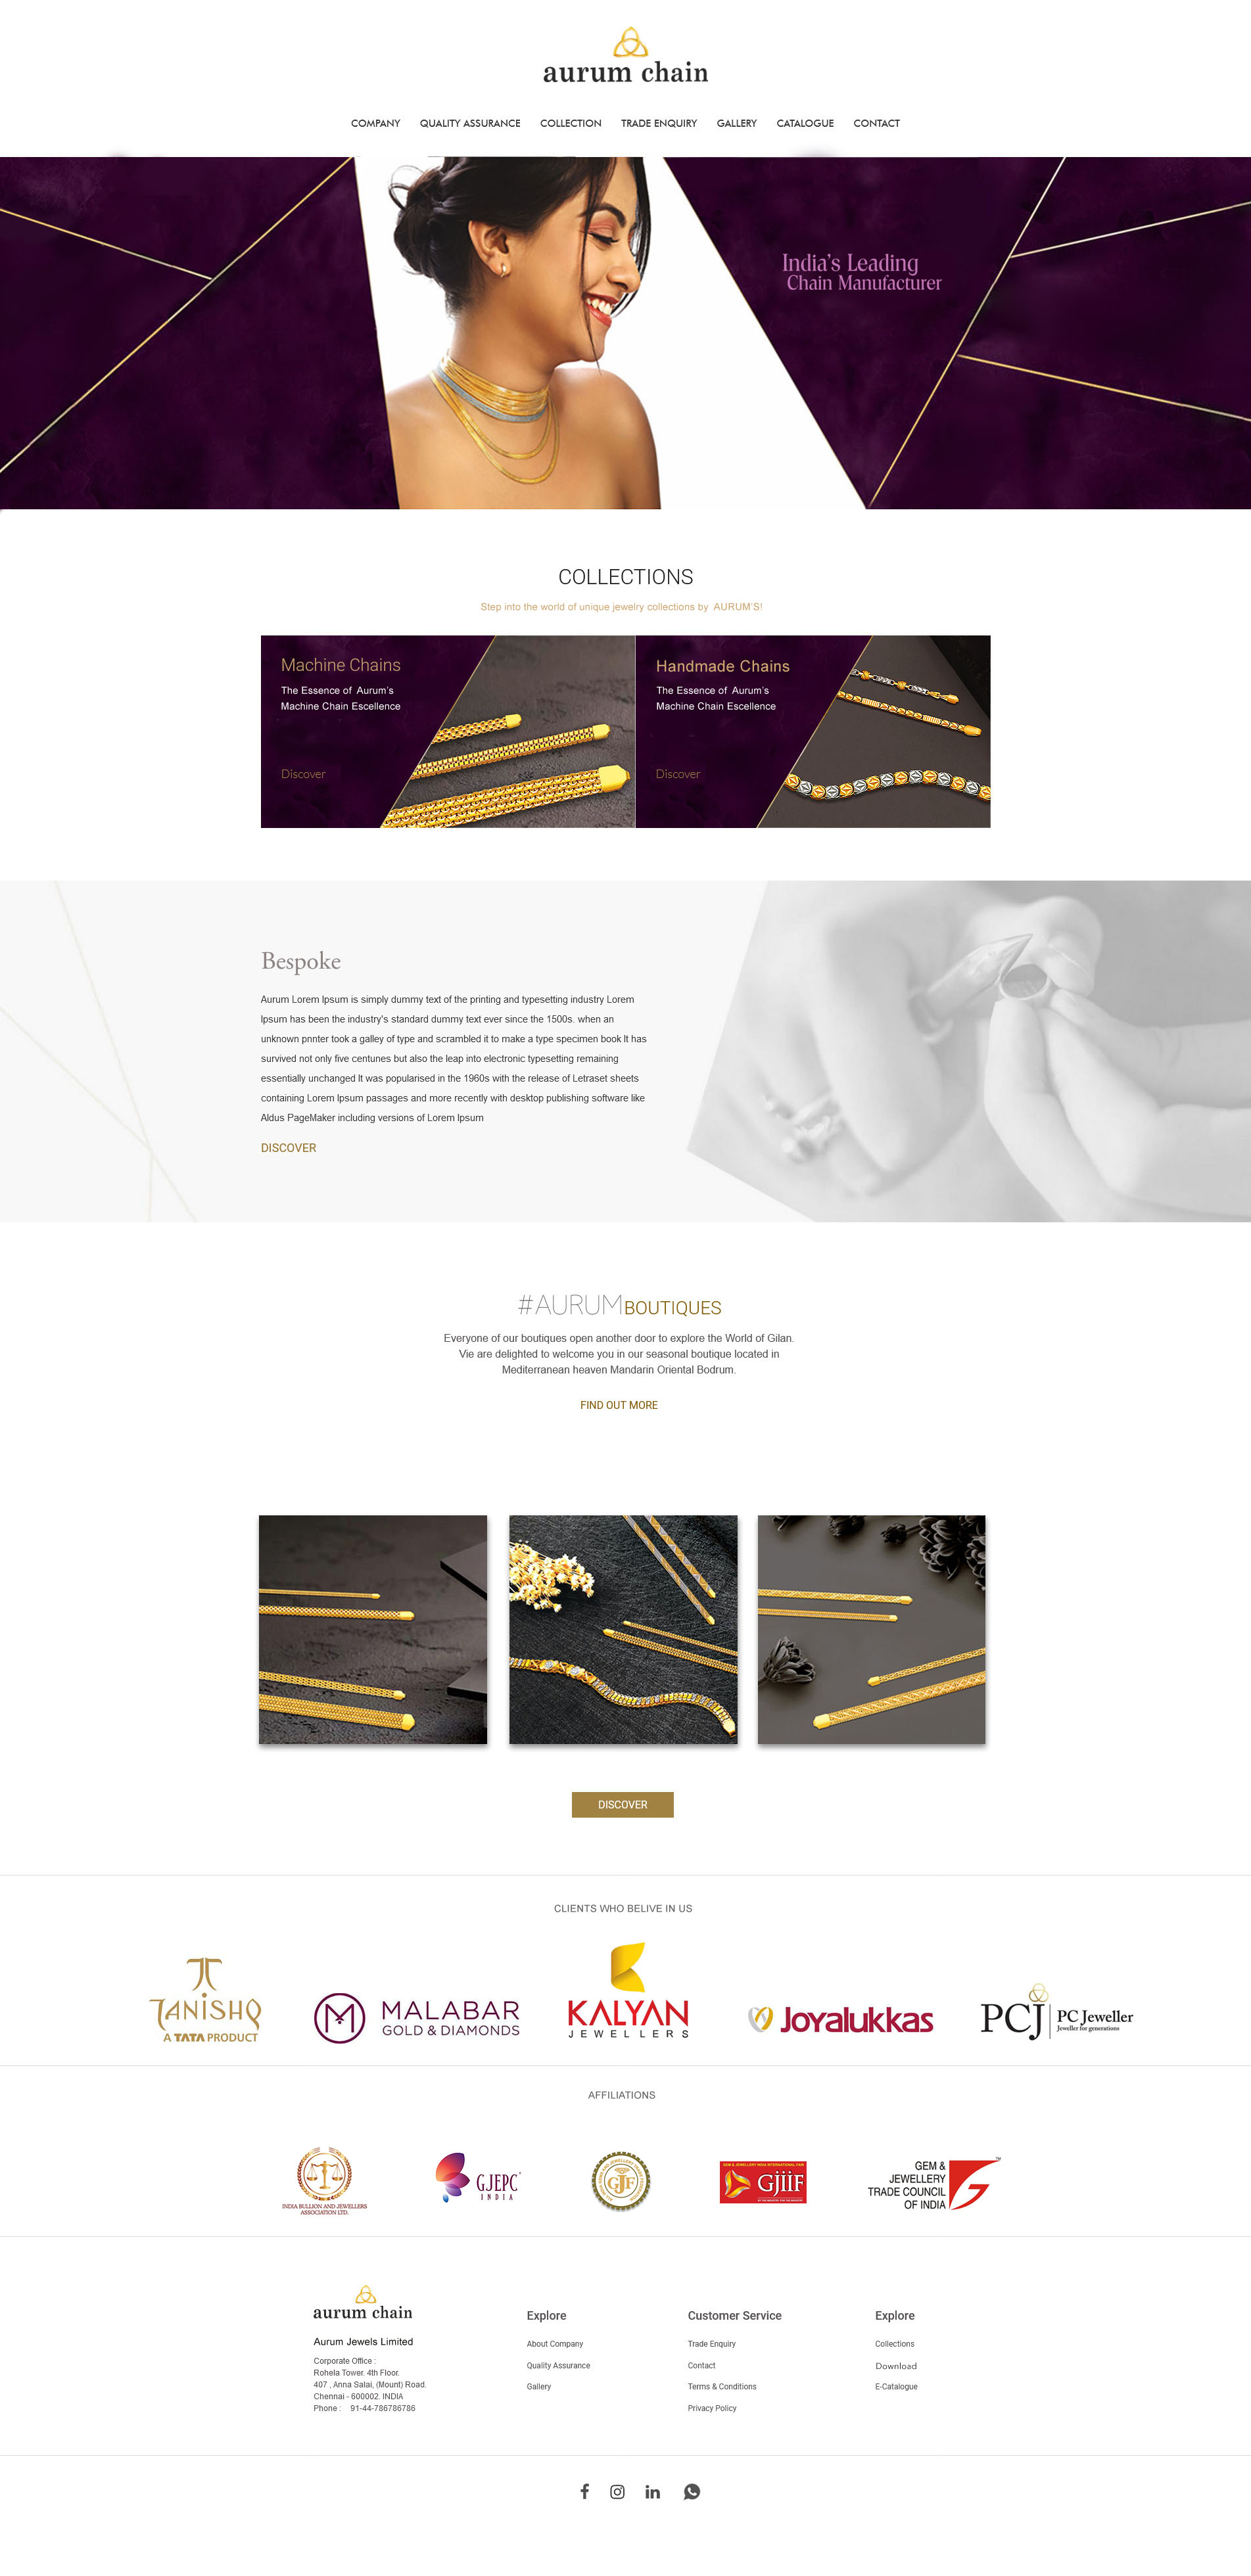 aurum chain
COMPANY QUALITY ASSURANCE COLLECTION TRADE ENQUIRY GALLERY CATALOGUE CONTACT
India's Leading
Chain Manufacturer
COLLECTIONS
Step into the world of unique jewelry collections by AURUM'S!
Machine Chains
The Essence of Aurum's
Machine Chain Escellence
Discover
Handmade Chains
The Essence of Aurum's
Machine Chain Escellence
Discover
Bespoke
Aurum Lorem Ipsum is simply dummy text of the printing and typesetting industry Lorem
Ipsum has been the industry's standard dummy text ever since the 1500s. when an
unknown pnnter took a galley of type and scrambled it to make a type specimen book It has
survived not only five centunes but also the leap into electronic typesetting remaining
essentially unchanged It was popularised in the 1960s with the release of Letraset sheets
containing Lorem Ipsum passages and more recently with desktop publishing software like
Aldus PageMaker including versions of Lorem Ipsum
DISCOVER
#AURUMBOUTIQUES
Everyone of our boutiques open another door to explore the World of Gilan.
Vie are delighted to welcome you in our seasonal boutique located in
Mediterranean heaven Mandarin Oriental Bodrum.
FIND OUT MORE
DISCOVER
CLIENTS WHO BELIVE IN US
TANISHQ
A TATA PRODUCT
MALABAR
GOLD & DIAMONDS
KALYAN
JEWELLERS
Joyalukkas
PCJ PC Jeweller
Jeweller for generations
AFFILIATIONS
INDIA BULLION AND JEWELLERS
ASSOCIATION LTD.
GJEPC
INDIA
GJF
GEM & JEWELLERY INDIA INTERNATIONAL FAIR
GJIIF
GEM &
JEWELLERY
TRADE COUNCIL
OF INDIA
TM
aurum chain
Aurum Jewels Limited
Corporate Office :
Rohela Tower. 4th Floor.
407 , Anna Salai, (Mount) Road.
Chennai - 600002. INDIA
Phone : 91-44-786786786
Explore
About Company
Quality Assurance
Gallery
Customer Service
Trade Enquiry
Contact
Terms & Conditions
Privacy Policy
Explore
Collections
Download
E-Catalogue